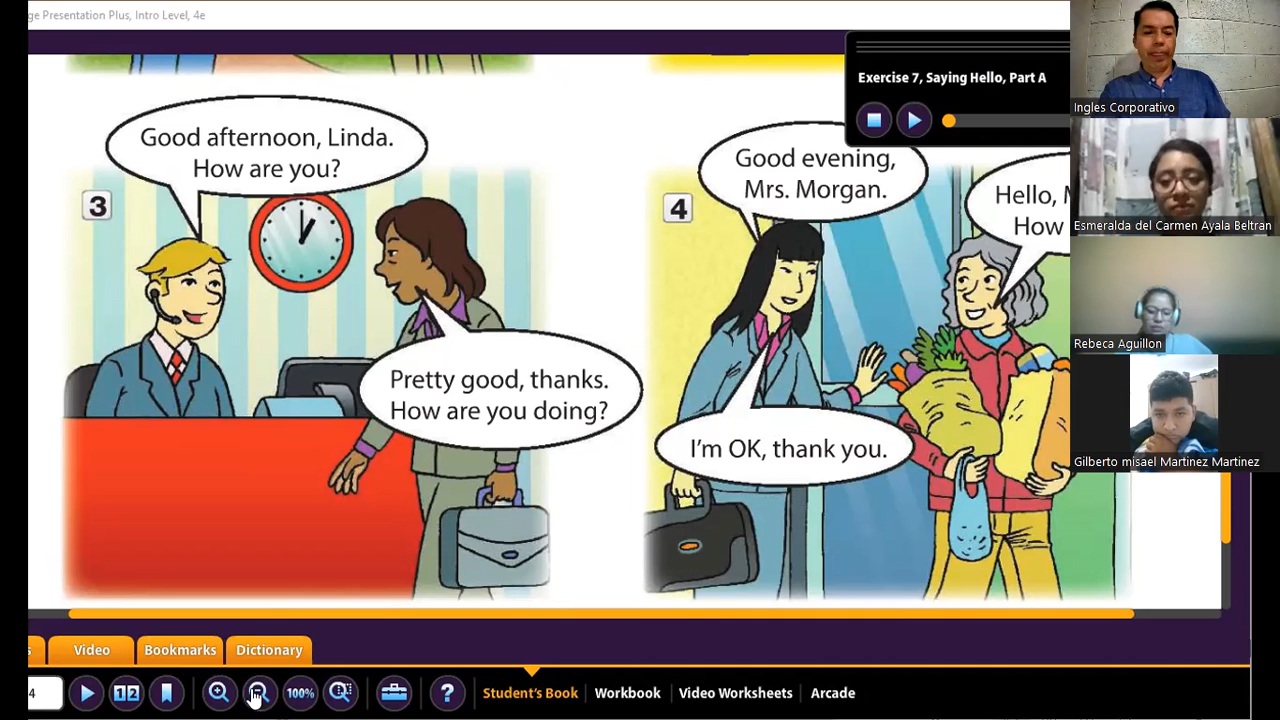 ge Presentation Plus, Intro Level, 4e
Exercise 7, Saying Hello, Part A
Ingles Corporativo
Esmeralda del Carmen Ayala Beltran
Rebeca Aguillon
Gilberto misael Martinez Martinez
3
Good afternoon, Linda.
How are you?
Pretty good, thanks.
How are you doing?
4
Good evening,
Mrs. Morgan.
Hello,
How
I'm OK, thank you.
s
Video
Bookmarks
Dictionary
4
1 2
100%
?
Student's Book
Workbook
Video Worksheets
Arcade